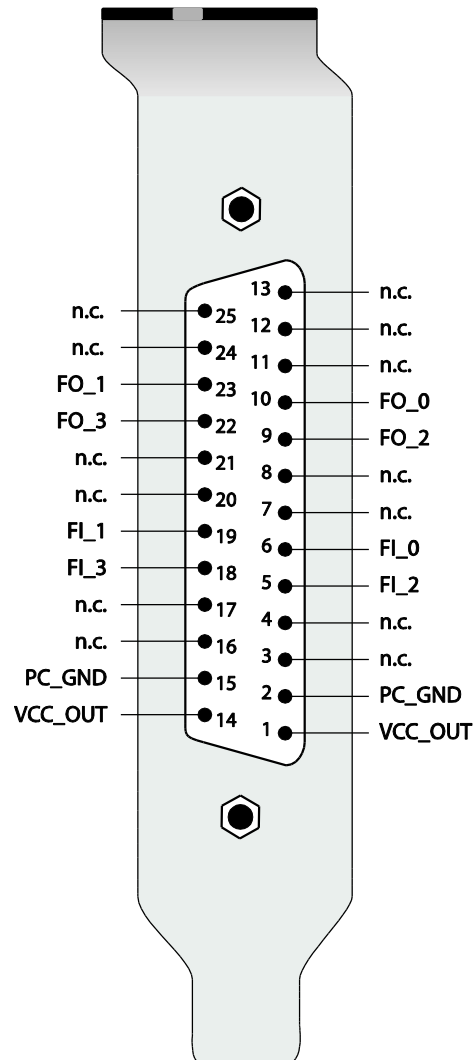 13 n.c.
n.c. 25
12 n.c.
n.c. 24
11 n.c.
FO_1 23
10 FO_0
FO_3 22
9 FO_2
n.c. 21
8 n.c.
n.c. 20
7 n.c.
FI_1 19
6 FI_0
FI_3 18
5 FI_2
n.c. 17
4 n.c.
n.c. 16
3 n.c.
PC_GND 15
2 PC_GND
VCC_OUT 14
1 VCC_OUT